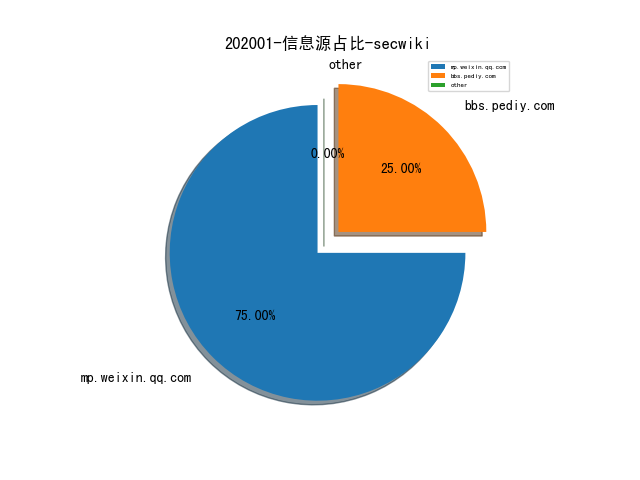 202001-信息源占比-secwiki
other
mp.weixin.qq.com
bbs.pediy.com
other
bbs.pediy.com
0.00%
25.00%
75.00%
mp.weixin.qq.com